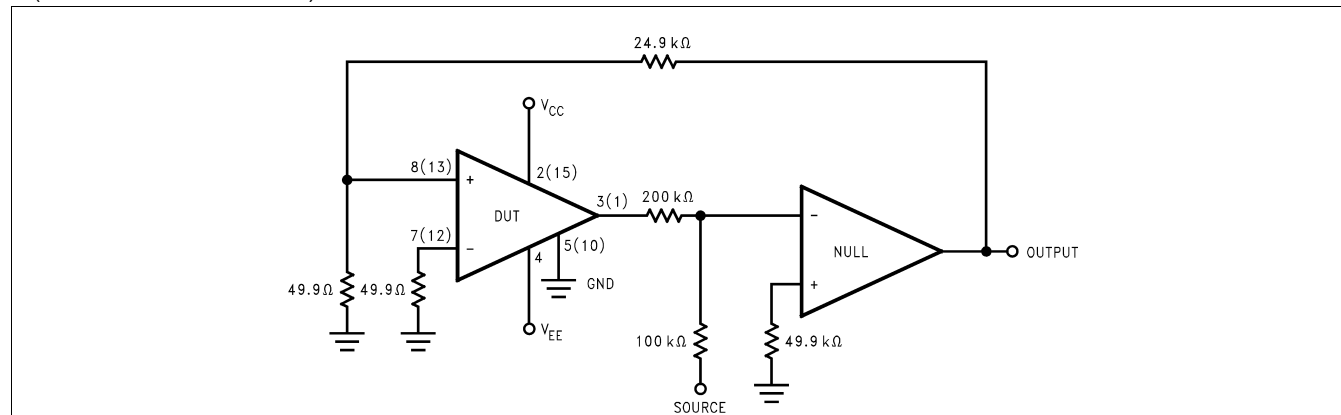 24.9 kΩ
V_CC
8(13)
+
2(15)
DUT
3(1)
200 kΩ
7(12)
−
4
5(10)
GND
49.9Ω
49.9Ω
V_EE
−
NULL
+
OUTPUT
100 kΩ
49.9 kΩ
SOURCE